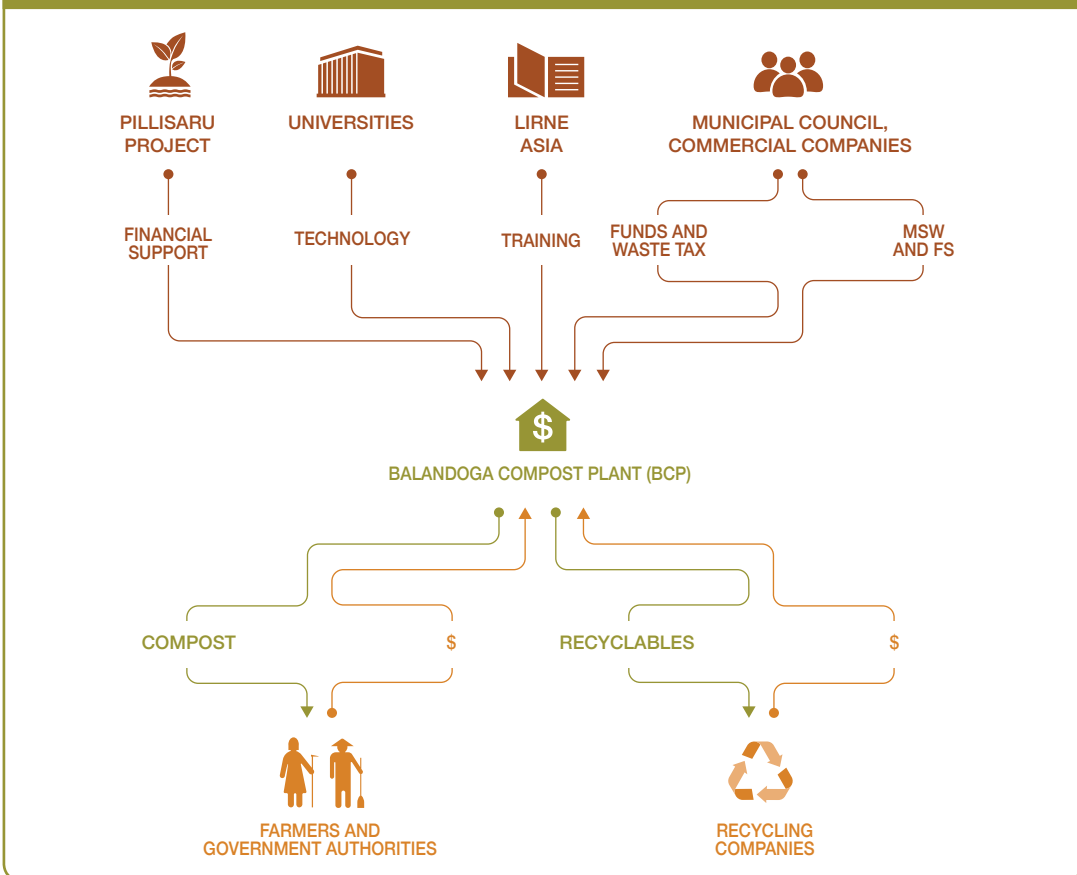 PILLISARU
PROJECT
UNIVERSITIES
LIRNE
ASIA
MUNICIPAL COUNCIL,
COMMERCIAL COMPANIES
FINANCIAL
SUPPORT
TECHNOLOGY
TRAINING
FUNDS AND
WASTE TAX
MSW
AND FS
$
BALANDOGA COMPOST PLANT (BCP)
COMPOST
$
RECYCLABLES
$
FARMERS AND
GOVERNMENT AUTHORITIES
RECYCLING
COMPANIES